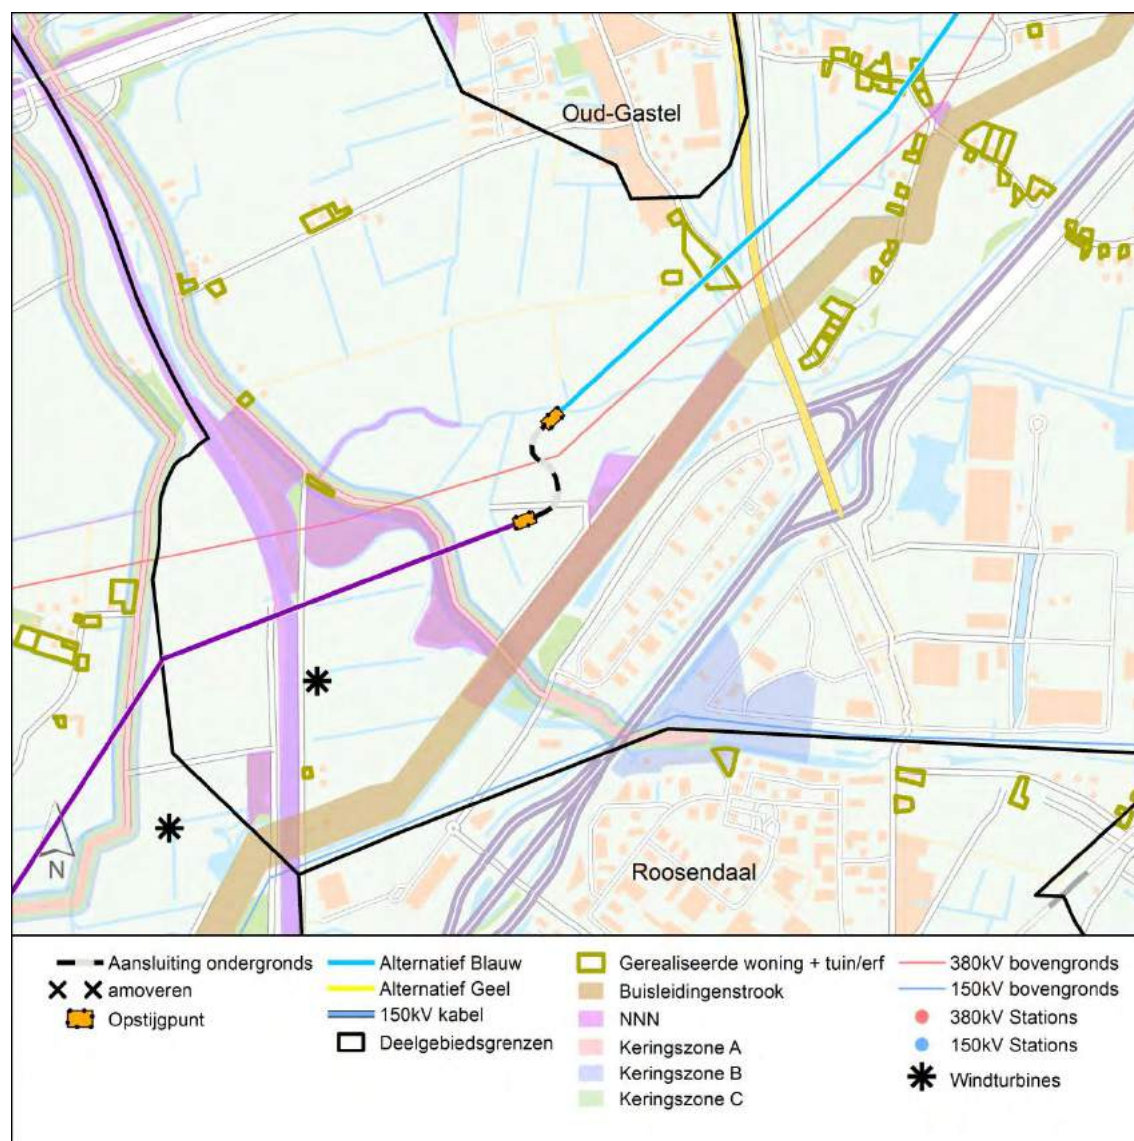 Oud-Gastel
N
Roosendaal
Aansluiting ondergronds
amoveren
Opstijgpunt
Alternatief Blauw
Alternatief Geel
150kV kabel
Deelgebiedsgrenzen
Gerealiseerde woning + tuin/erf
Buisleidingenstrook
NNN
Keringszone A
Keringszone B
Keringszone C
380kV bovengronds
150kV bovengronds
380kV Stations
150kV Stations
Windturbines